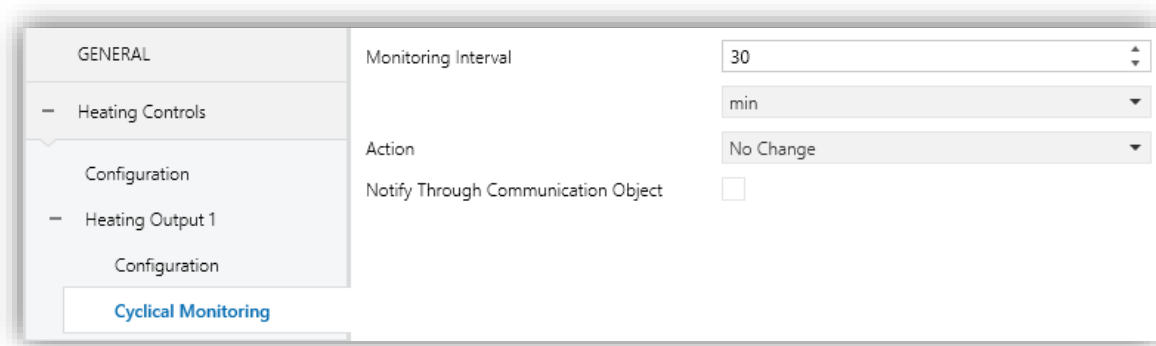 GENERAL
Heating Controls
Configuration
Heating Output 1
Configuration
Cyclical Monitoring
Monitoring Interval
30
min
Action
No Change
Notify Through Communication Object